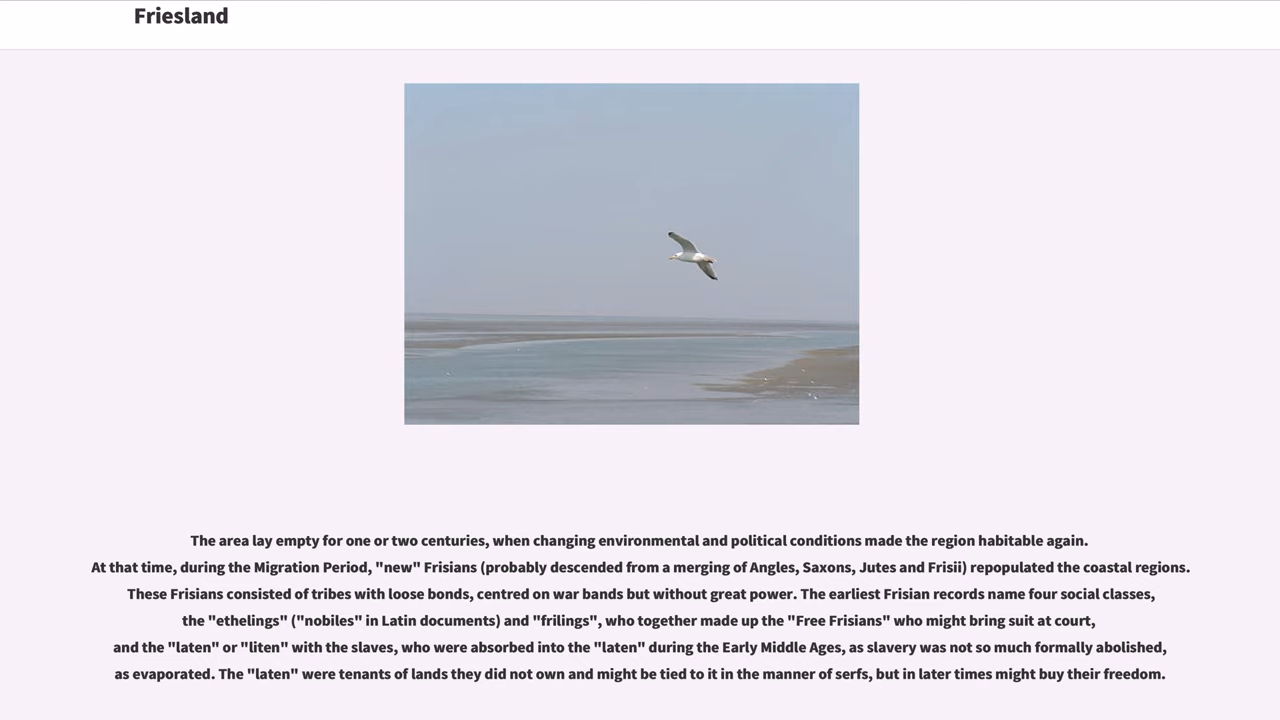 Friesland
The area lay empty for one or two centuries, when changing environmental and political conditions made the region habitable again.
At that time, during the Migration Period, "new" Frisians (probably descended from a merging of Angles, Saxons, Jutes and Frisii) repopulated the coastal regions.
These Frisians consisted of tribes with loose bonds, centred on war bands but without great power. The earliest Frisian records name four social classes,
the "ethelings" ("nobiles" in Latin documents) and "frilings", who together made up the "Free Frisians" who might bring suit at court,
and the "laten" or "liten" with the slaves, who were absorbed into the "laten" during the Early Middle Ages, as slavery was not so much formally abolished,
as evaporated. The "laten" were tenants of lands they did not own and might be tied to it in the manner of serfs, but in later times might buy their freedom.